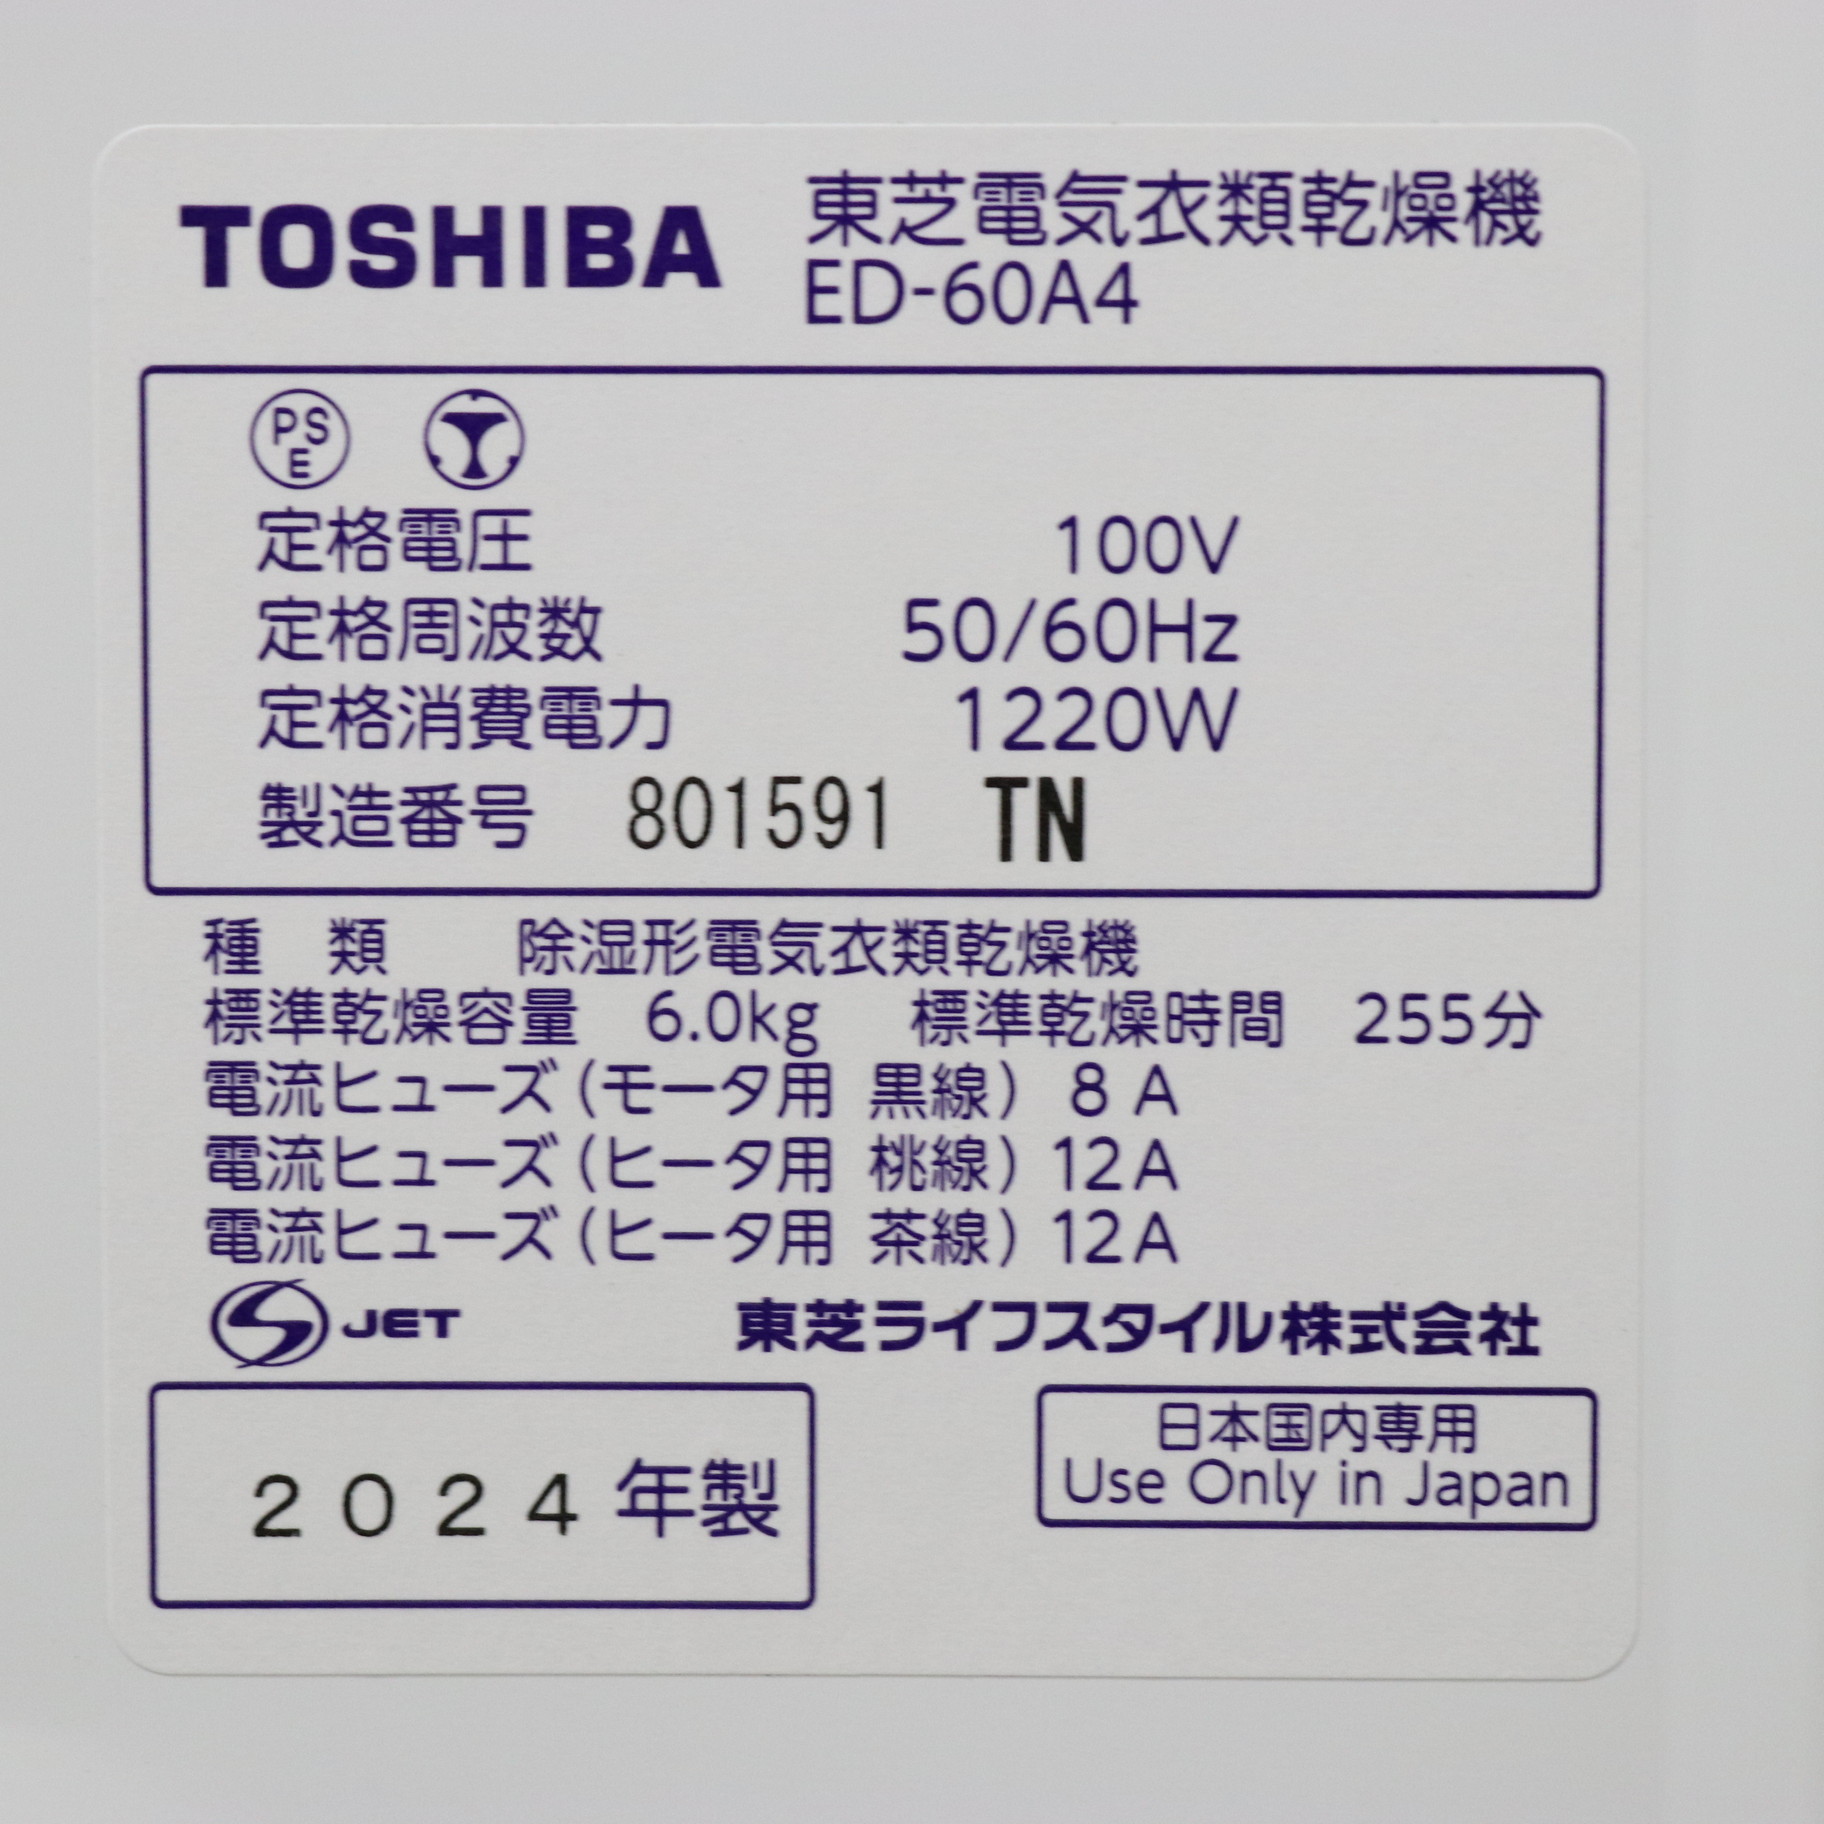 TOSHIBA
東芝電気衣類乾燥機
ED-60A4
PS
E
定格電圧 100V
定格周波数 50/60Hz
定格消費電力 1220W
製造番号 801591 TN
種 類 除湿形電気衣類乾燥機
標準乾燥容量 6.0kg 標準乾燥時間 255分
電流ヒューズ(モータ用 黒線) 8 A
電流ヒューズ(ヒータ用 桃線) 12A
電流ヒューズ(ヒータ用 茶線) 12A
JET 東芝ライフスタイル株式会社
2024年製
日本国内専用
Use Only in Japan